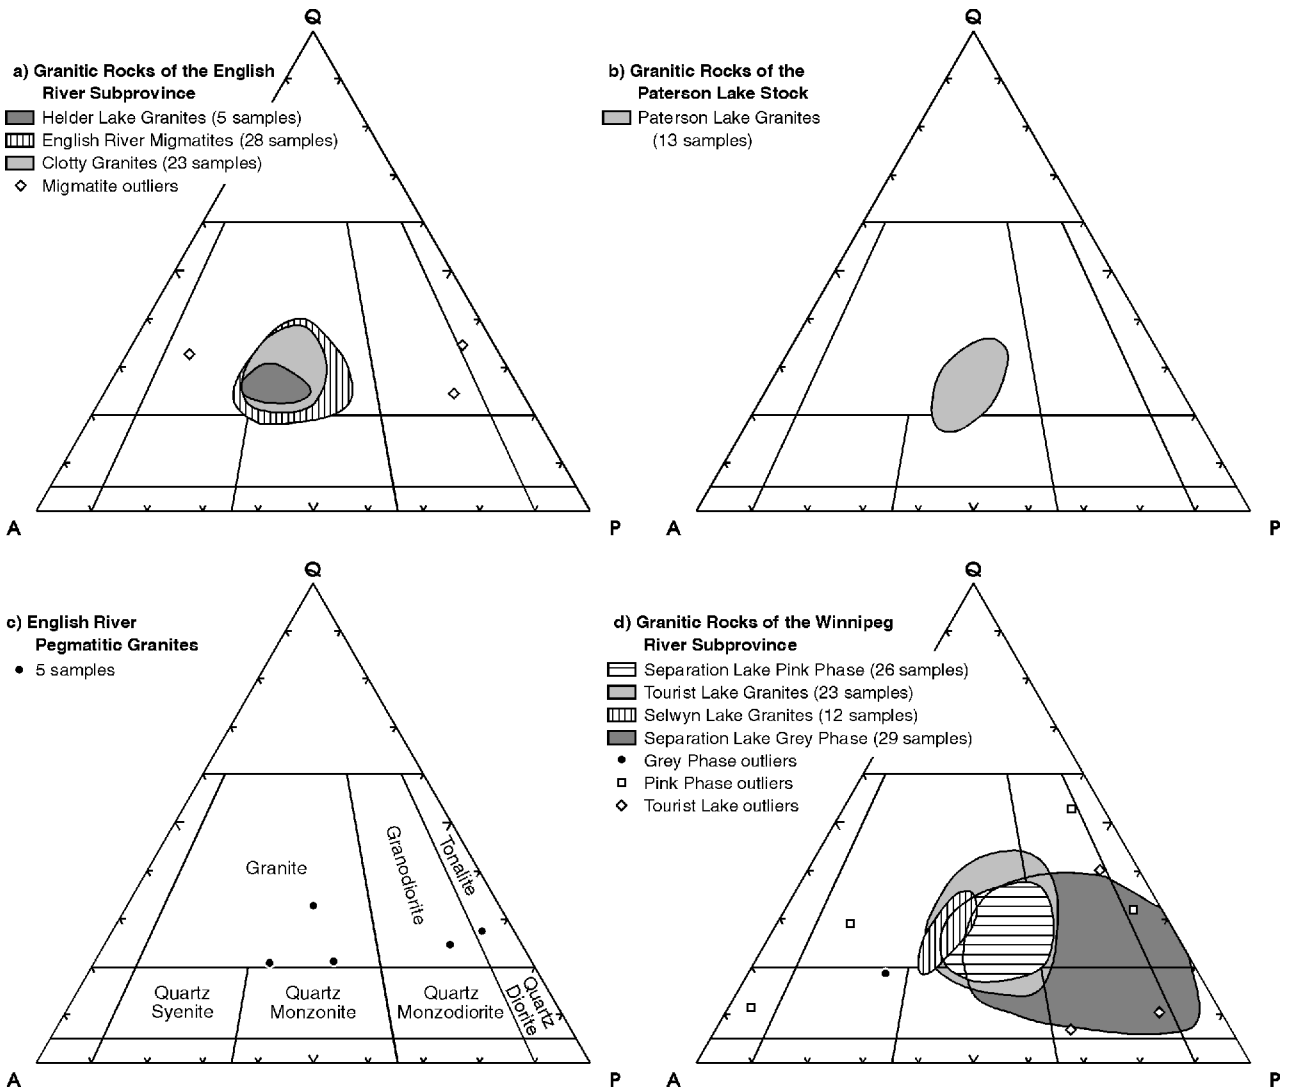 Q
a) Granitic Rocks of the English
River Subprovince
Helder Lake Granites (5 samples)
English River Migmatites (28 samples)
Clotty Granites (23 samples)
Migmatite outliers
A
P
Q
b) Granitic Rocks of the
Paterson Lake Stock
Paterson Lake Granites
(13 samples)
A
P
Q
c) English River
Pegmatitic Granites
5 samples
Granite
Granodiorite
Tonalite
Quartz
Syenite
Quartz
Monzonite
Quartz
Monzodiorite
Quartz
Diorite
A
P
Q
d) Granitic Rocks of the Winnipeg
River Subprovince
Separation Lake Pink Phase (26 samples)
Tourist Lake Granites (23 samples)
Selwyn Lake Granites (12 samples)
Separation Lake Grey Phase (29 samples)
Grey Phase outliers
Pink Phase outliers
Tourist Lake outliers
A
P